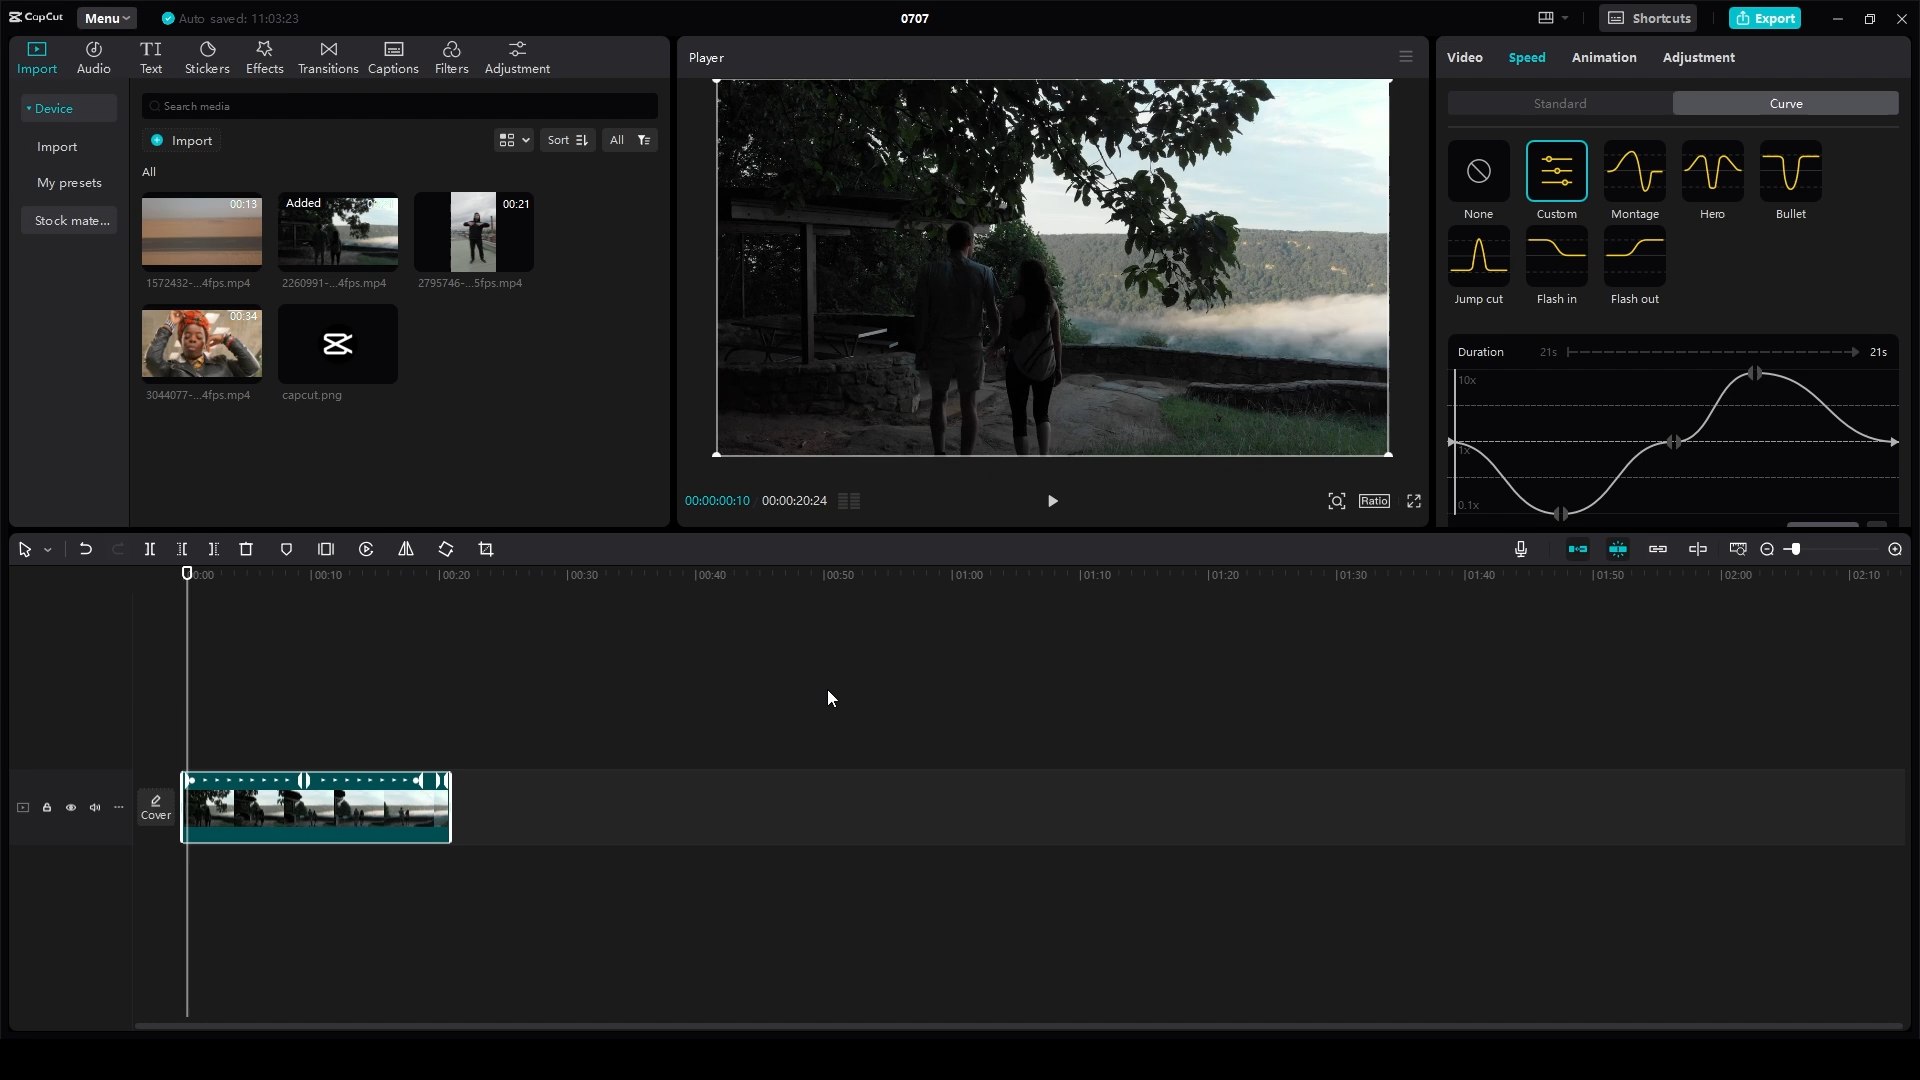 CapCut
Menu
Auto saved: 11:03:23
0707
Shortcuts
Export
Import
Audio
TI
Text
Stickers
Effects
Transitions
Captions
Filters
Adjustment
Device
Import
My presets
Stock mate...
Search media
Import
Sort
All
All
00:13
Added
00:21
1572432-...4fps.mp4
2260991-...4fps.mp4
2795746-...5fps.mp4
00:34
3044077-...4fps.mp4
capcut.png
Player
00:00:00:10
00:00:20:24
Ratio
Video
Speed
Animation
Adjustment
Standard
Curve
None
Custom
Montage
Hero
Bullet
Jump cut
Flash in
Flash out
Duration
21s
21s
10x
1x
0.1x
00:00
00:10
00:20
00:30
00:40
00:50
01:00
01:10
01:20
01:30
01:40
01:50
02:00
02:10
Cover